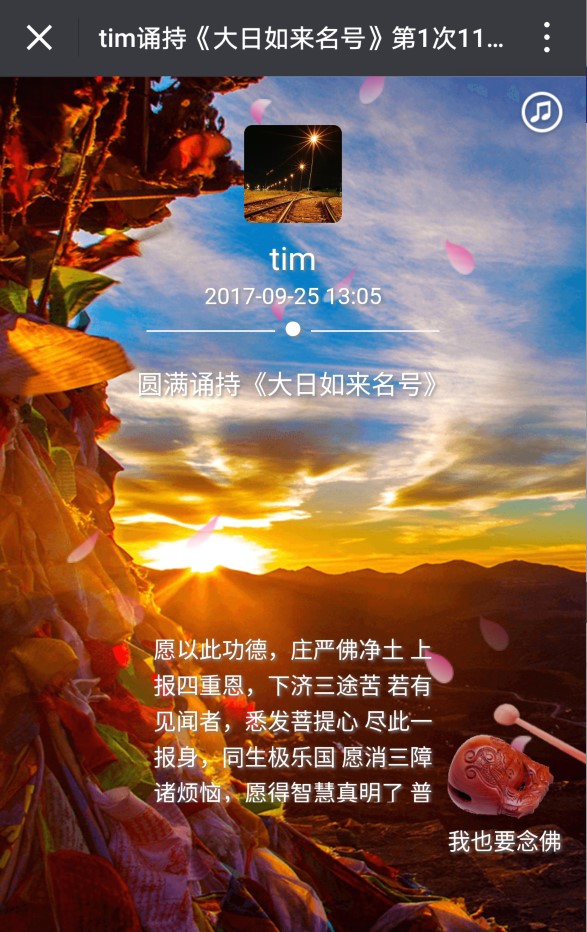 tim诵持《大日如来名号》第1次11...
tim
2017-09-25 13:05
圆满诵持《大日如来名号》
愿以此功德，庄严佛净土 上
报四重恩，下济三途苦 若有
见闻者，悉发菩提心 尽此一
报身，同生极乐国 愿消三障
诸烦恼，愿得智慧真明了 普
我也要念佛